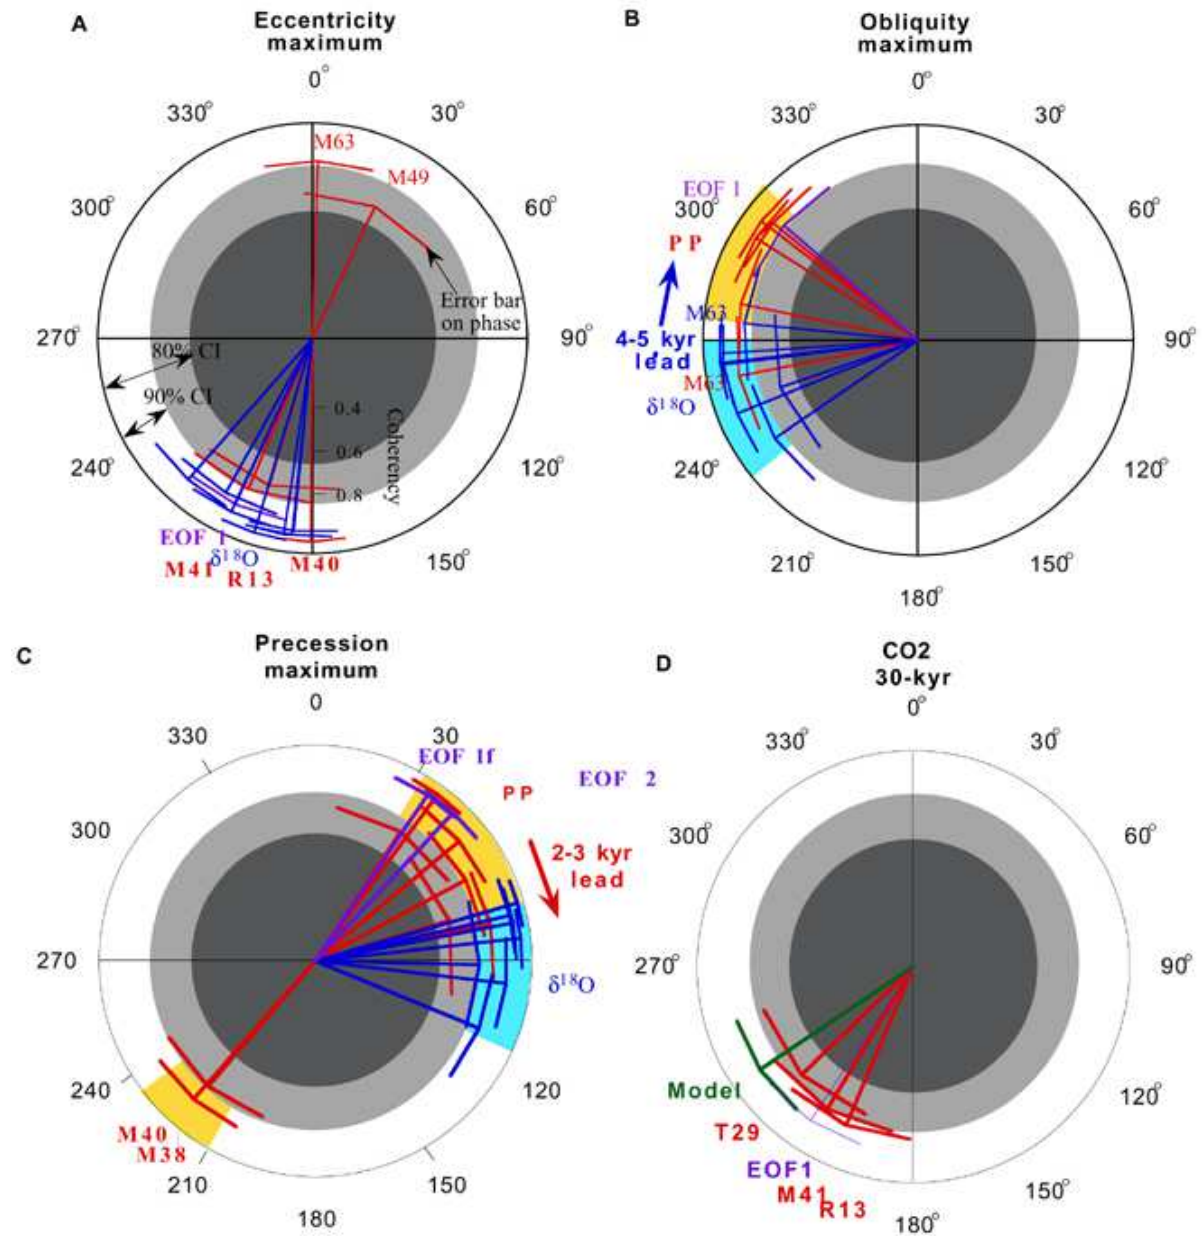 A
Eccentricity
maximum
0°
330°
30°
M63
M49
300°
60°
Error bar
on phase
270°
90°
80% CI
90% CI
0.4
0.6
0.8
Coherency
240°
120°
EOF 1
δ18O
M41
R13
M40
150°
B
Obliquity
maximum
330°
30°
EOF 1
300°
60°
PP
M63
4-5 kyr
lead
90°
M63
δ18O
240°
120°
210°
150°
180°
C
Precession
maximum
0
330
30
EOF 1f
PP
EOF 2
300
2-3 kyr
lead
270
δ18O
240
120
M40
M38
210
150
180
D
CO2
30-kyr
0°
330°
30°
300°
60°
270°
90°
Model
120°
T29
EOF1
M41
R13
150°
180°